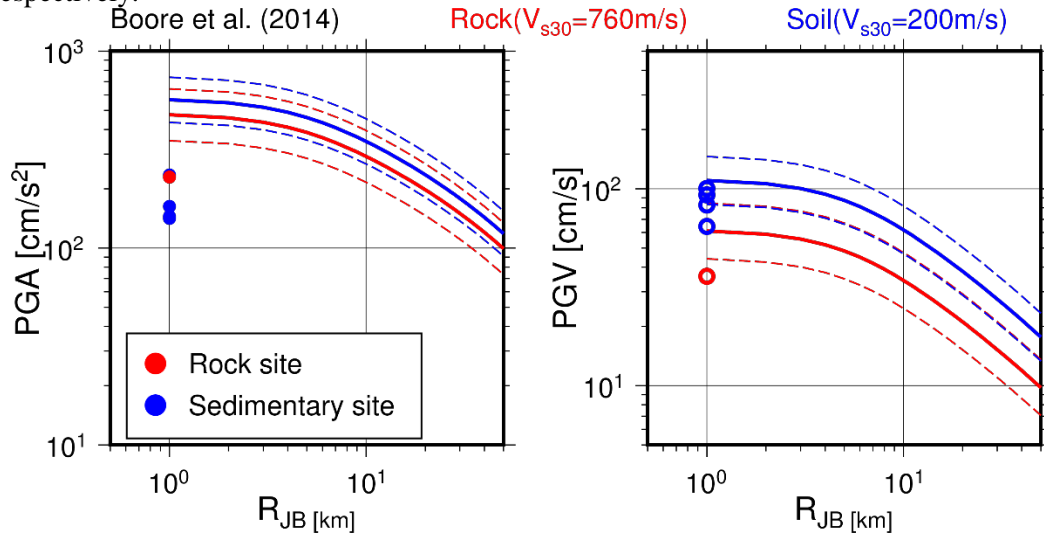 respectively.
Boore et al. (2014) Rock(Vs30=760m/s) Soil(Vs30=200m/s)
10³
10²
10¹
PGA [cm/s²]
Rock site
Sedimentary site
10⁰ 10¹
RJB [km]
10²
10¹
PGV [cm/s]
10⁰ 10¹
RJB [km]